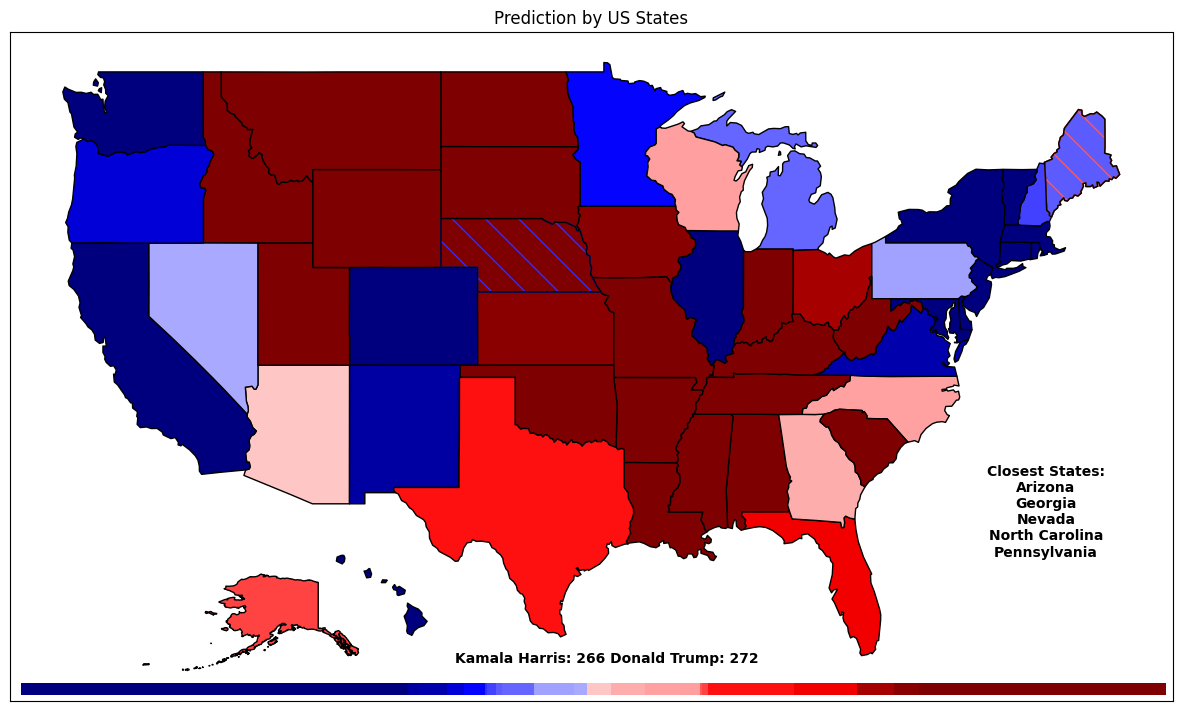 Prediction by US States
Closest States:
Arizona
Georgia
Nevada
North Carolina
Pennsylvania
Kamala Harris: 266 Donald Trump: 272